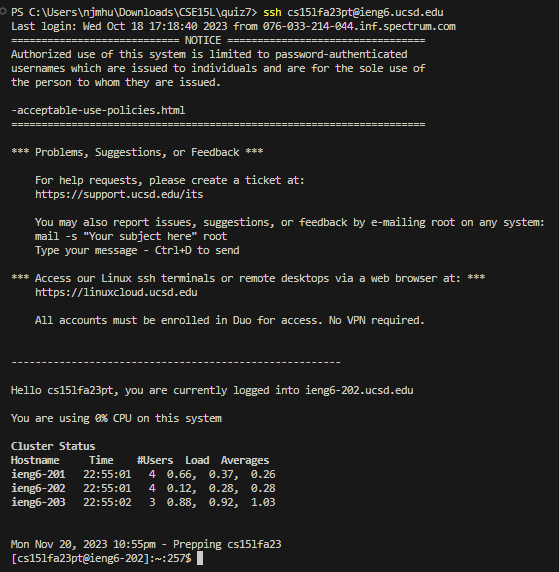 PS C:\Users\njmhu\Downloads\CSE15L\quiz7> ssh cs15lfa23pt@ieng6.ucsd.edu
Last login: Wed Oct 18 17:18:40 2023 from 076-033-214-044.inf.spectrum.com
============================ NOTICE =================================
Authorized use of this system is limited to password-authenticated
usernames which are issued to individuals and are for the sole use of
the person to whom they are issued.
-acceptable-use-policies.html
=====================================================================
*** Problems, Suggestions, or Feedback ***
For help requests, please create a ticket at:
https://support.ucsd.edu/its
You may also report issues, suggestions, or feedback by e-mailing root on any system:
mail -s "Your subject here" root
Type your message - Ctrl+D to send
*** Access our Linux ssh terminals or remote desktops via a web browser at: ***
https://linuxcloud.ucsd.edu
All accounts must be enrolled in Duo for access. No VPN required.
-------------------------------------------------------
Hello cs15lfa23pt, you are currently logged into ieng6-202.ucsd.edu
You are using 0% CPU on this system
Cluster Status
Hostname Time #Users Load Averages
ieng6-201 22:55:01 4 0.66, 0.37, 0.26
ieng6-202 22:55:01 4 0.12, 0.28, 0.28
ieng6-203 22:55:02 3 0.88, 0.92, 1.03
Mon Nov 20, 2023 10:55pm - Prepping cs15lfa23
[cs15lfa23pt@ieng6-202]:~:257$